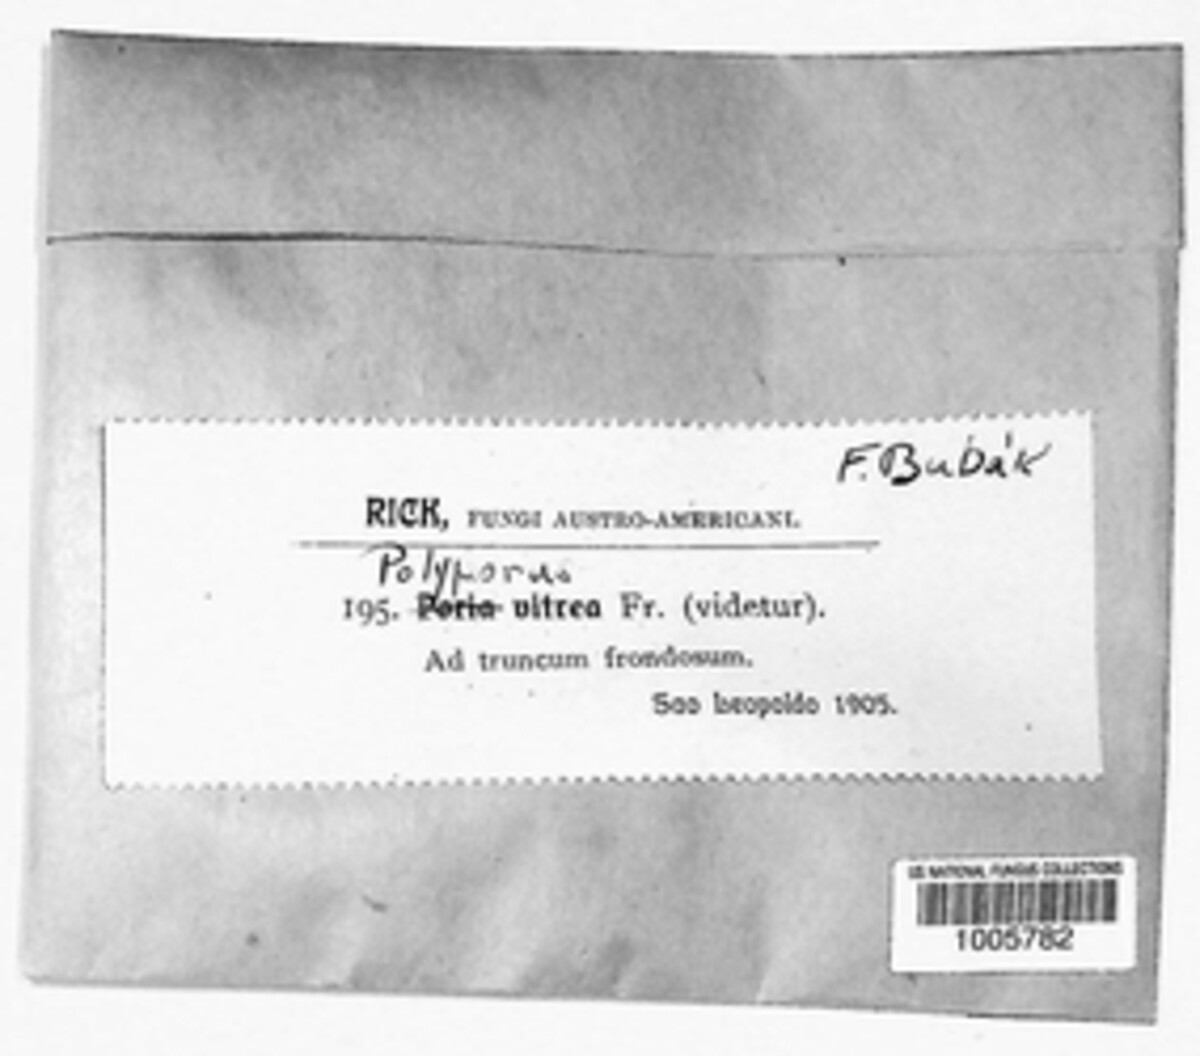 F. Bubák
RICK, FUNGI AUSTRO-AMERICANI.
Polyporus
195. Poria vitrea Fr. (videtur).
Ad truncum frondosum.
Sao Leopoldo 1905.
US NATIONAL FUNGUS COLLECTIONS
1005782